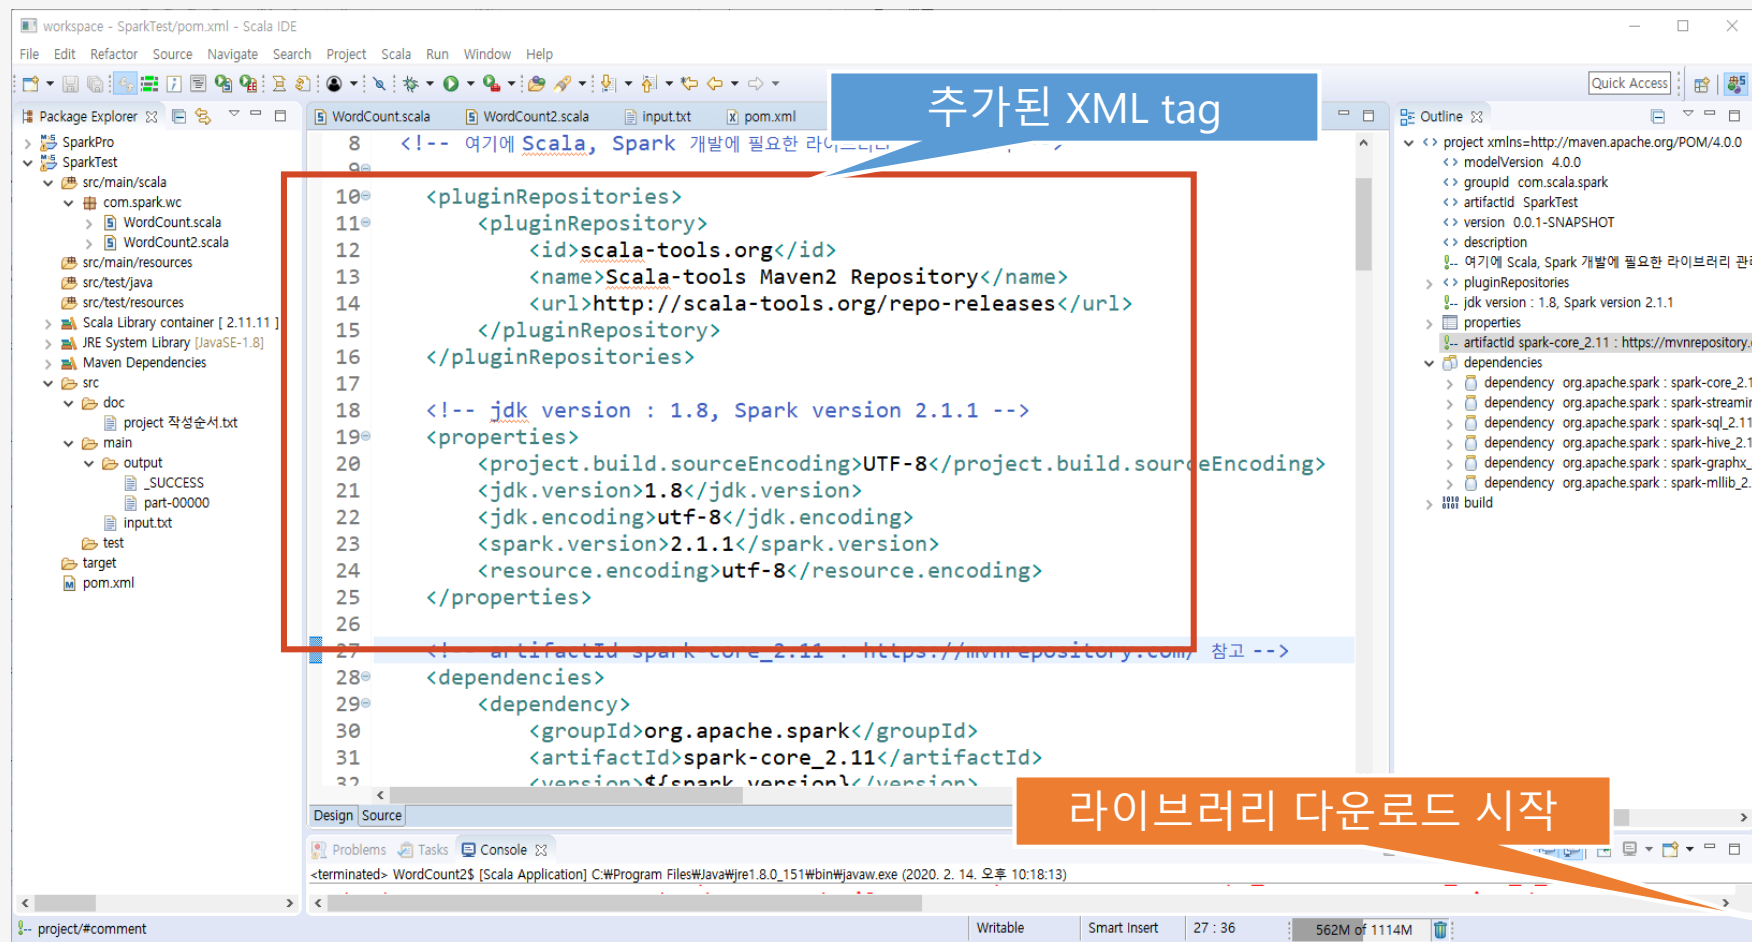 workspace - SparkTest/pom.xml - Scala IDE
File Edit Refactor Source Navigate Search Project Scala Run Window Help
Quick Access
추가된 XML tag
Package Explorer
SparkPro
SparkTest
src/main/scala
com.spark.wc
WordCount.scala
WordCount2.scala
src/main/resources
src/test/java
src/test/resources
Scala Library container [ 2.11.11 ]
JRE System Library [JavaSE-1.8]
Maven Dependencies
src
doc
project 작성순서.txt
main
output
_SUCCESS
part-00000
input.txt
test
target
pom.xml
WordCount.scala WordCount2.scala input.txt pom.xml
8 <!-- 여기에 Scala, Spark 개발에 필요한
9
10 <pluginRepositories>
11 <pluginRepository>
12 <id>scala-tools.org</id>
13 <name>Scala-tools Maven2 Repository</name>
14 <url>http://scala-tools.org/repo-releases</url>
15 </pluginRepository>
16 </pluginRepositories>
17
18 <!-- jdk version : 1.8, Spark version 2.1.1 -->
19 <properties>
20 <project.build.sourceEncoding>UTF-8</project.build.sourceEncoding>
21 <jdk.version>1.8</jdk.version>
22 <jdk.encoding>utf-8</jdk.encoding>
23 <spark.version>2.1.1</spark.version>
24 <resource.encoding>utf-8</resource.encoding>
25 </properties>
26
27 <!-- artifactId spark-core_2.11 : https://mvnrepository.com/ 참고 -->
28 <dependencies>
29 <dependency>
30 <groupId>org.apache.spark</groupId>
31 <artifactId>spark-core_2.11</artifactId>
32 <version>${spark.version}</version>
Design Source
Outline
project xmlns=http://maven.apache.org/POM/4.0.0
modelVersion 4.0.0
groupId com.scala.spark
artifactId SparkTest
version 0.0.1-SNAPSHOT
description
여기에 Scala, Spark 개발에 필요한 라이브러리
pluginRepositories
jdk version : 1.8, Spark version 2.1.1
properties
artifactId spark-core_2.11 : https://mvnrepository.
dependencies
dependency org.apache.spark : spark-core_2.1
dependency org.apache.spark : spark-streamin
dependency org.apache.spark : spark-sql_2.11
dependency org.apache.spark : spark-hive_2.1
dependency org.apache.spark : spark-graphx_
dependency org.apache.spark : spark-mllib_2.
build
라이브러리 다운로드 시작
Problems Tasks Console
<terminated> WordCount2$ [Scala Application] C:₩Program Files₩Java₩jre1.8.0_151₩bin₩javaw.exe (2020. 2. 14. 오후 10:18:13)
project/#comment
Writable Smart Insert 27 : 36 562M of 1114M